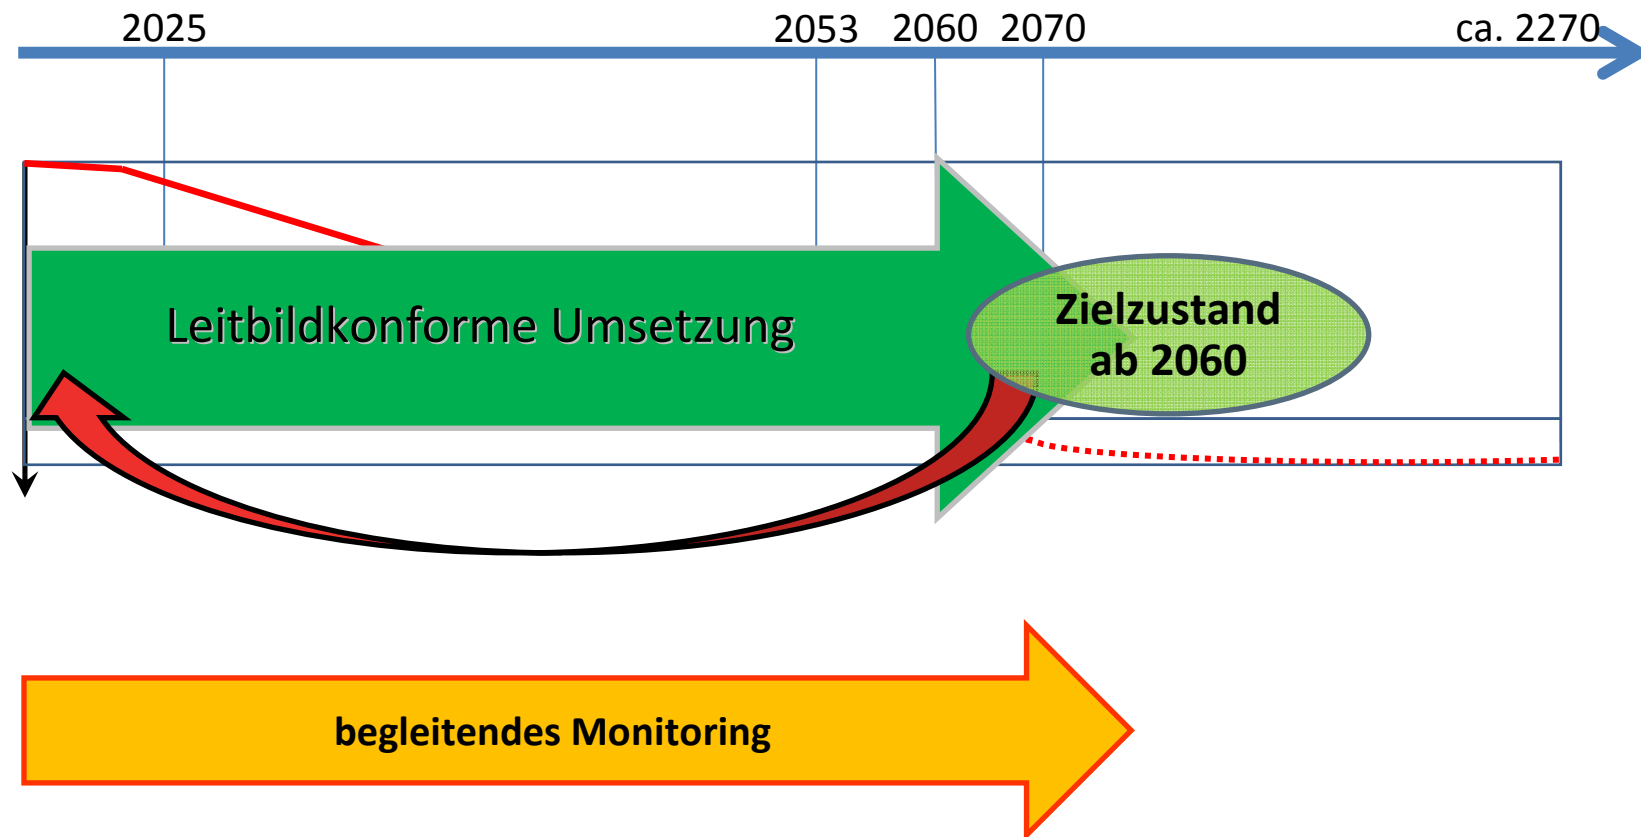 2025 2053 2060 2070 ca. 2270
Leitbildkonforme Umsetzung
Zielzustand
ab 2060
begleitendes Monitoring